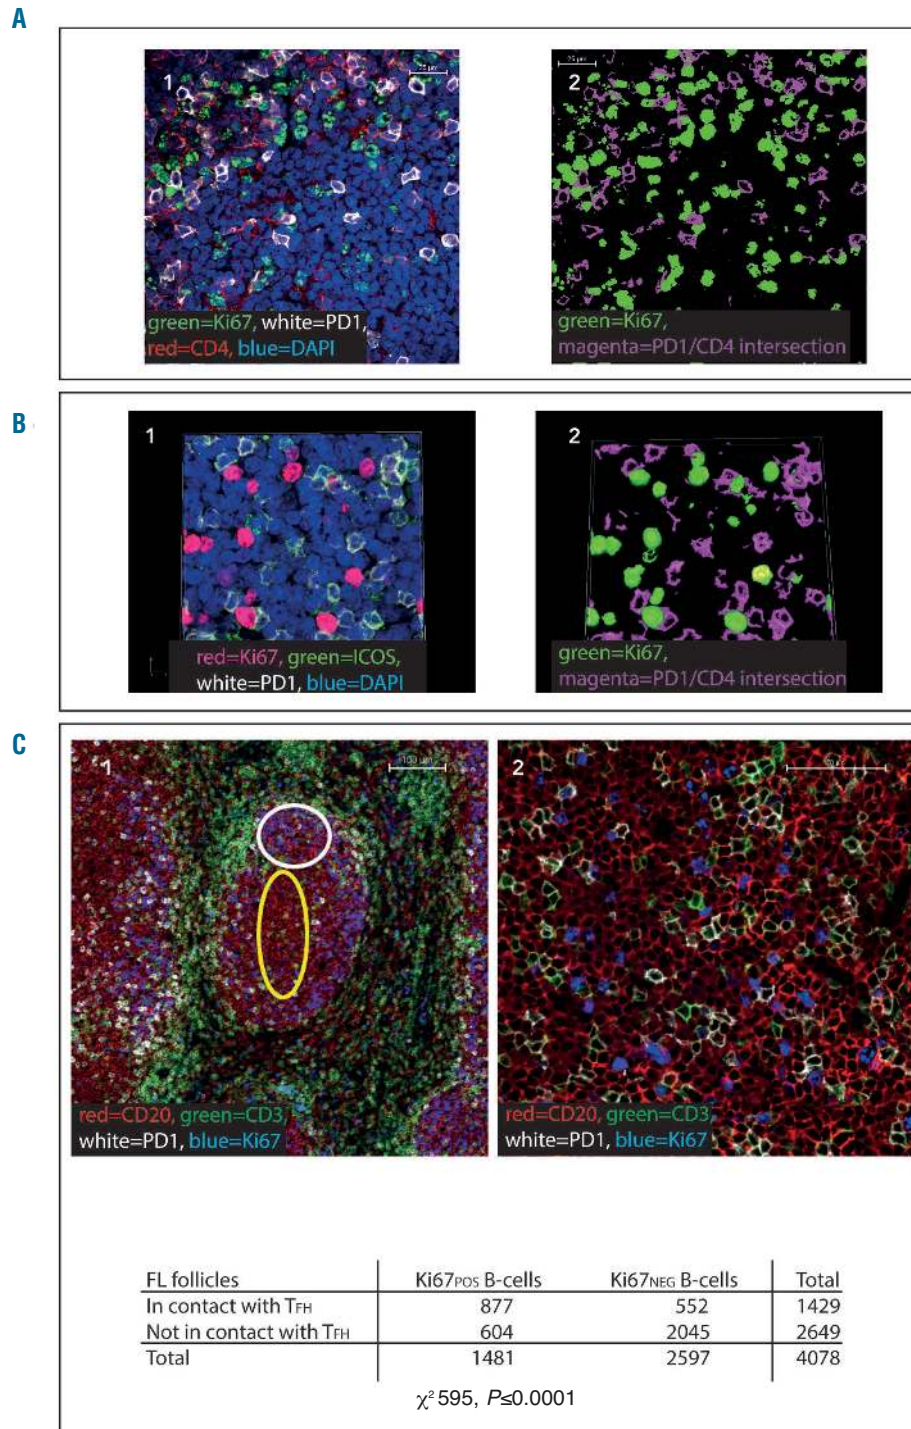 A
1
25 µm
green=Ki67, white=PD1,
red=CD4, blue=DAPI
2
25 µm
green=Ki67,
magenta=PD1/CD4 intersection
B
1
red=Ki67, green=ICOS,
white=PD1, blue=DAPI
2
green=Ki67,
magenta=PD1/CD4 intersection
C
1
100 µm
red=CD20, green=CD3,
white=PD1, blue=Ki67
2
red=CD20, green=CD3,
white=PD1, blue=Ki67
FL follicles Ki67POS B-cells Ki67NEG B-cells Total
In contact with TFH 877 552 1429
Not in contact with TFH 604 2045 2649
Total 1481 2597 4078
χ² 595, P≤0.0001